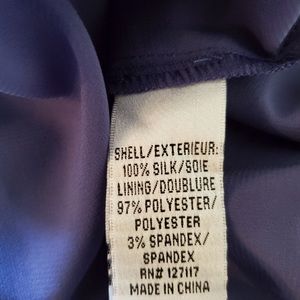 SHELL/EXTERIEUR:
100% SILK/SOIE
LINING/DOUBLURE
97% POLYESTER/
POLYESTER
3% SPANDEX/
SPANDEX
RN# 127117
MADE IN CHINA